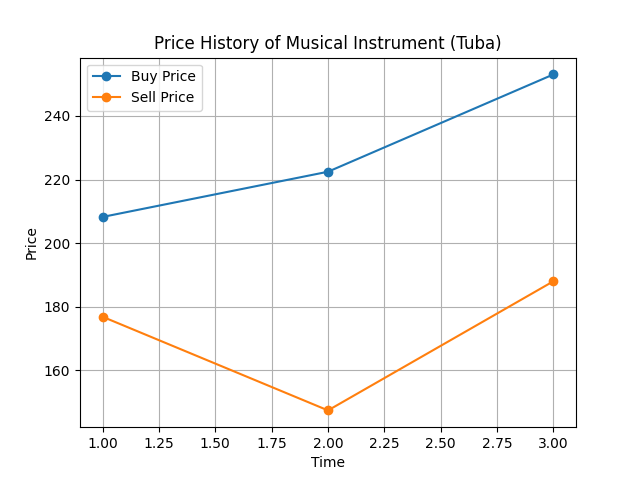 Price History of Musical Instrument (Tuba)
Buy Price
Sell Price
240
220
200
180
160
Price
1.00 1.25 1.50 1.75 2.00 2.25 2.50 2.75 3.00
Time